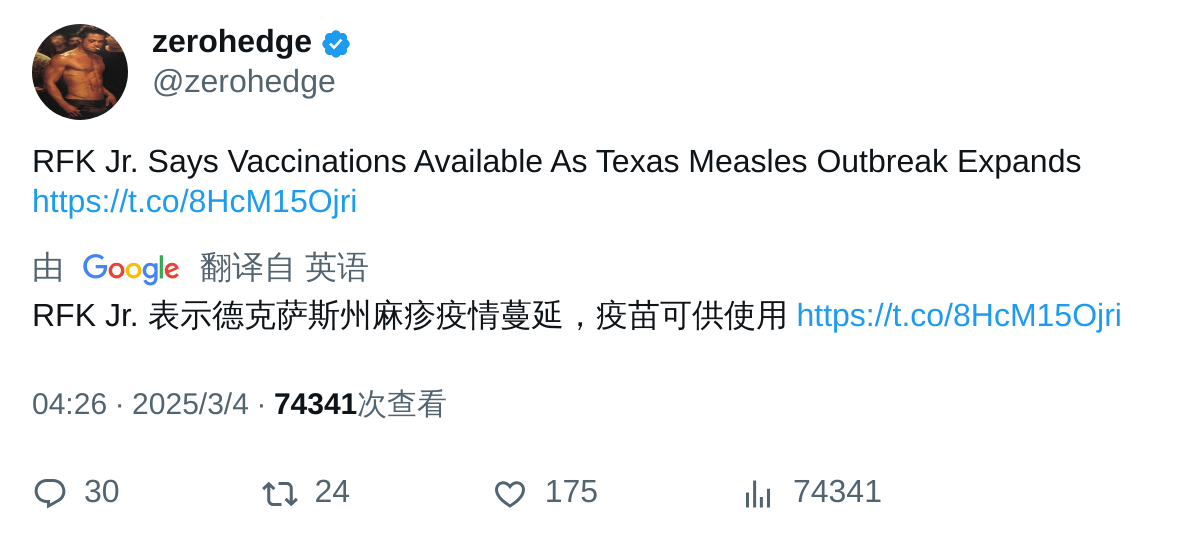 zerohedge
@zerohedge
RFK Jr. Says Vaccinations Available As Texas Measles Outbreak Expands
https://t.co/8HcM15Ojri
由 Google 翻译自 英语
RFK Jr. 表示德克萨斯州麻疹疫情蔓延，疫苗可供使用 https://t.co/8HcM15Ojri
04:26 · 2025/3/4 · 74341次查看
30 24 175 74341